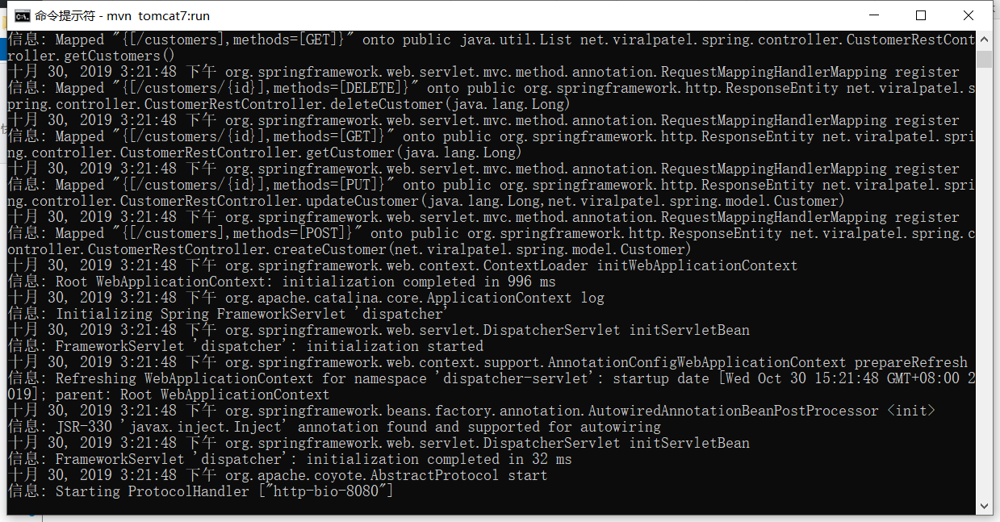 命令提示符 - mvn  tomcat7:run
信息: Mapped "{[/customers],methods=[GET]}" onto public java.util.List net.viralpatel.spring.controller.CustomerRestCont
roller.getCustomers()
十月 30, 2019 3:21:48 下午 org.springframework.web.servlet.mvc.method.annotation.RequestMappingHandlerMapping register
信息: Mapped "{[/customers/{id}],methods=[DELETE]}" onto public org.springframework.http.ResponseEntity net.viralpatel.s
pring.controller.CustomerRestController.deleteCustomer(java.lang.Long)
十月 30, 2019 3:21:48 下午 org.springframework.web.servlet.mvc.method.annotation.RequestMappingHandlerMapping register
信息: Mapped "{[/customers/{id}],methods=[GET]}" onto public org.springframework.http.ResponseEntity net.viralpatel.spri
ng.controller.CustomerRestController.getCustomer(java.lang.Long)
十月 30, 2019 3:21:48 下午 org.springframework.web.servlet.mvc.method.annotation.RequestMappingHandlerMapping register
信息: Mapped "{[/customers/{id}],methods=[PUT]}" onto public org.springframework.http.ResponseEntity net.viralpatel.spri
ng.controller.CustomerRestController.updateCustomer(java.lang.Long,net.viralpatel.spring.model.Customer)
十月 30, 2019 3:21:48 下午 org.springframework.web.servlet.mvc.method.annotation.RequestMappingHandlerMapping register
信息: Mapped "{[/customers],methods=[POST]}" onto public org.springframework.http.ResponseEntity net.viralpatel.spring.c
ontroller.CustomerRestController.createCustomer(net.viralpatel.spring.model.Customer)
十月 30, 2019 3:21:48 下午 org.springframework.web.context.ContextLoader initWebApplicationContext
信息: Root WebApplicationContext: initialization completed in 996 ms
十月 30, 2019 3:21:48 下午 org.apache.catalina.core.ApplicationContext log
信息: Initializing Spring FrameworkServlet 'dispatcher'
十月 30, 2019 3:21:48 下午 org.springframework.web.servlet.DispatcherServlet initServletBean
信息: FrameworkServlet 'dispatcher': initialization started
十月 30, 2019 3:21:48 下午 org.springframework.web.context.support.AnnotationConfigWebApplicationContext prepareRefresh
信息: Refreshing WebApplicationContext for namespace 'dispatcher-servlet': startup date [Wed Oct 30 15:21:48 GMT+08:00 2
019]; parent: Root WebApplicationContext
十月 30, 2019 3:21:48 下午 org.springframework.beans.factory.annotation.AutowiredAnnotationBeanPostProcessor <init>
信息: JSR-330 'javax.inject.Inject' annotation found and supported for autowiring
十月 30, 2019 3:21:48 下午 org.springframework.web.servlet.DispatcherServlet initServletBean
信息: FrameworkServlet 'dispatcher': initialization completed in 32 ms
十月 30, 2019 3:21:48 下午 org.apache.coyote.AbstractProtocol start
信息: Starting ProtocolHandler ["http-bio-8080"]